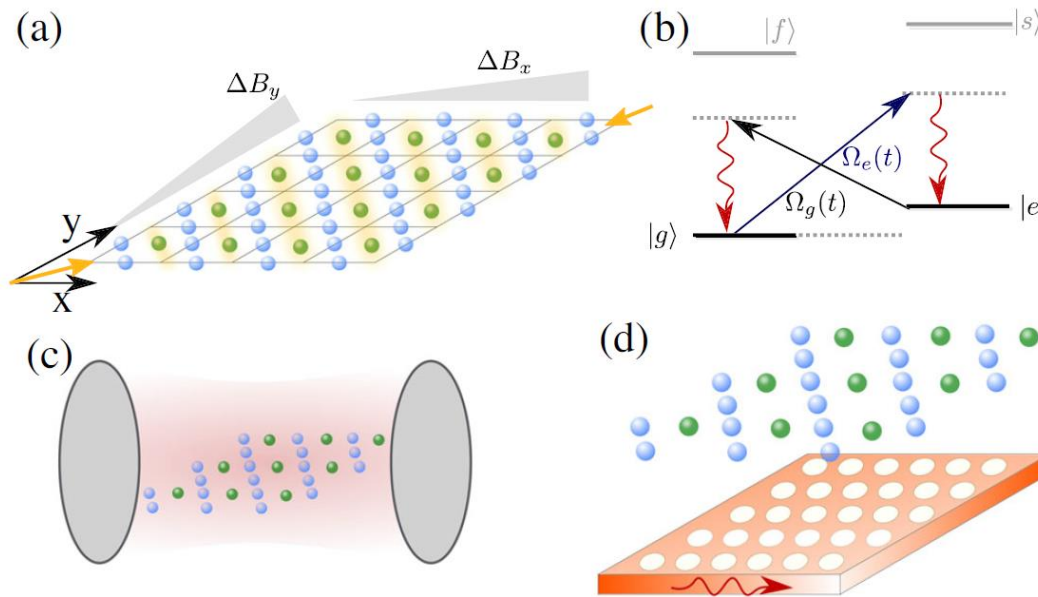 (a)
ΔB_y
ΔB_x
y
x
(b)
|f⟩
|s⟩
Ω_e(t)
Ω_g(t)
|g⟩
|e
(c)
(d)